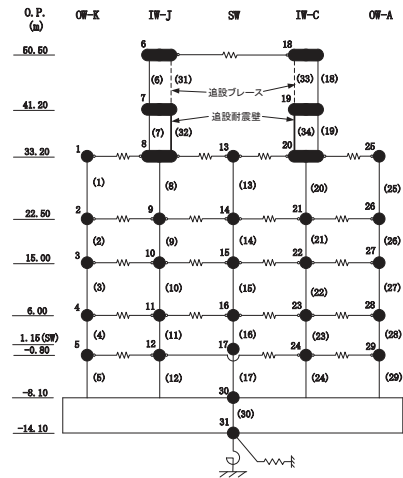 O.P. OW-K IW-J SW IW-C OW-A
(m)
50.50 6 18
(6) (31) (33) (18)
追設ブレース
41.20 7 19
追設耐震壁
(7) (32) (34) (19)
33.20 1 8 13 20 25
(1) (8) (13) (20) (25)
22.50 2 9 14 21 26
(2) (9) (14) (21) (26)
15.00 3 10 15 22 27
(3) (10) (15) (22) (27)
6.00 4 11 16 23 28
1.15(SW) (4) (11) (16) (23) (28)
-0.80 5 12 17 24 29
(5) (12) (17) (24) (29)
-8.10 30
(30)
-14.10 31